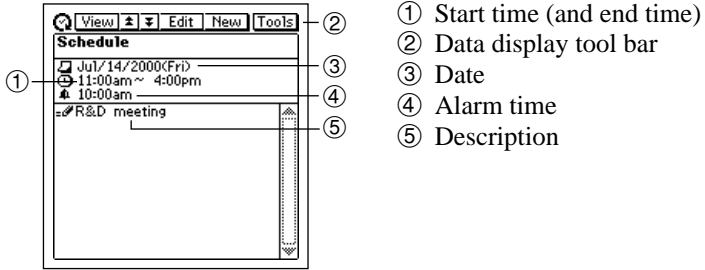 View Edit New Tools
Schedule
Jul/14/2000(Fri)
11:00am~ 4:00pm
10:00am
R&D meeting
①
②
③
④
⑤
① Start time (and end time)
② Data display tool bar
③ Date
④ Alarm time
⑤ Description